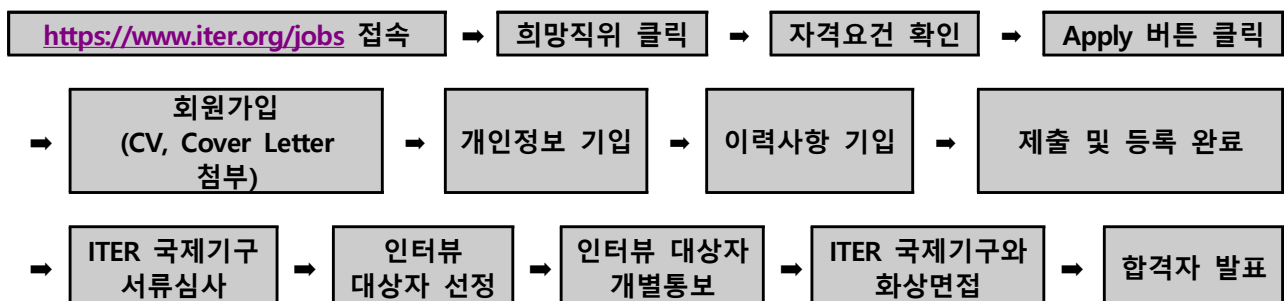 https://www.iter.org/jobs 접속 ➡ 희망직위 클릭 ➡ 자격요건 확인 ➡ Apply 버튼 클릭
➡ 회원가입
(CV, Cover Letter
첨부) ➡ 개인정보 기입 ➡ 이력사항 기입 ➡ 제출 및 등록 완료
➡ ITER 국제기구
서류심사 ➡ 인터뷰
대상자 선정 ➡ 인터뷰 대상자
개별통보 ➡ ITER 국제기구와
화상면접 ➡ 합격자 발표